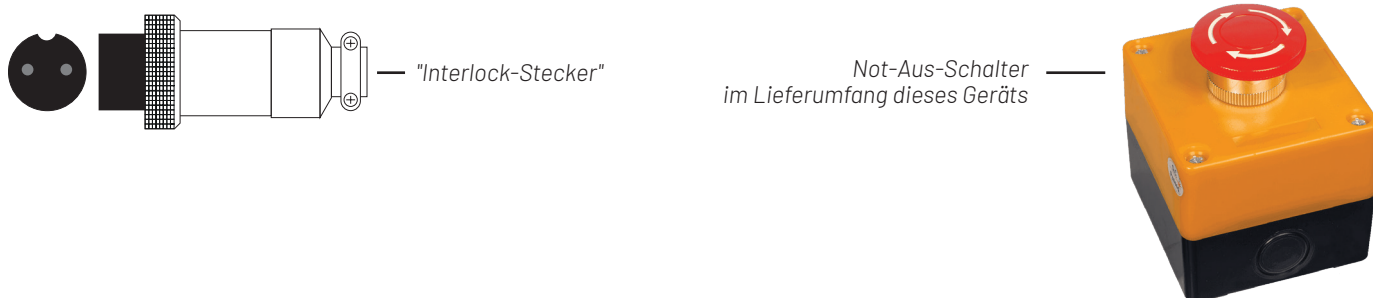 "Interlock-Stecker"
Not-Aus-Schalter
im Lieferumfang dieses Geräts